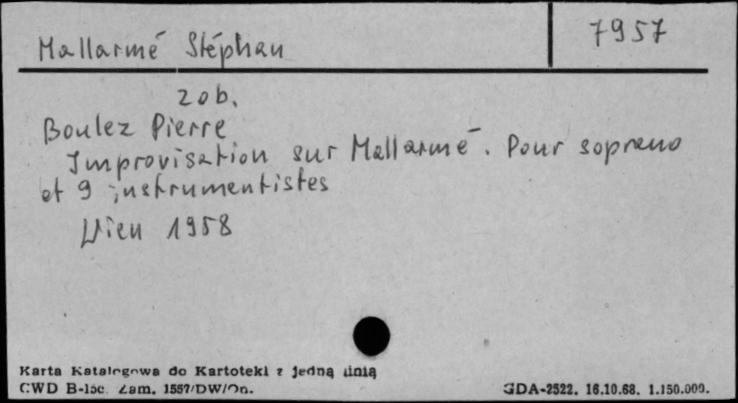 Mallarmé Stéphan
7957
zob.
Boulez Pierre
Improvisation sur Mallarmé. Pour soprano
et 9 instrumentistes
Wien 1958
Karta Katalogowa do Kartoteki z jedną linią
CWD B-łoc. Zam. 1557/DW/On. GDA-2522. 16.10.68. 1.150.000.